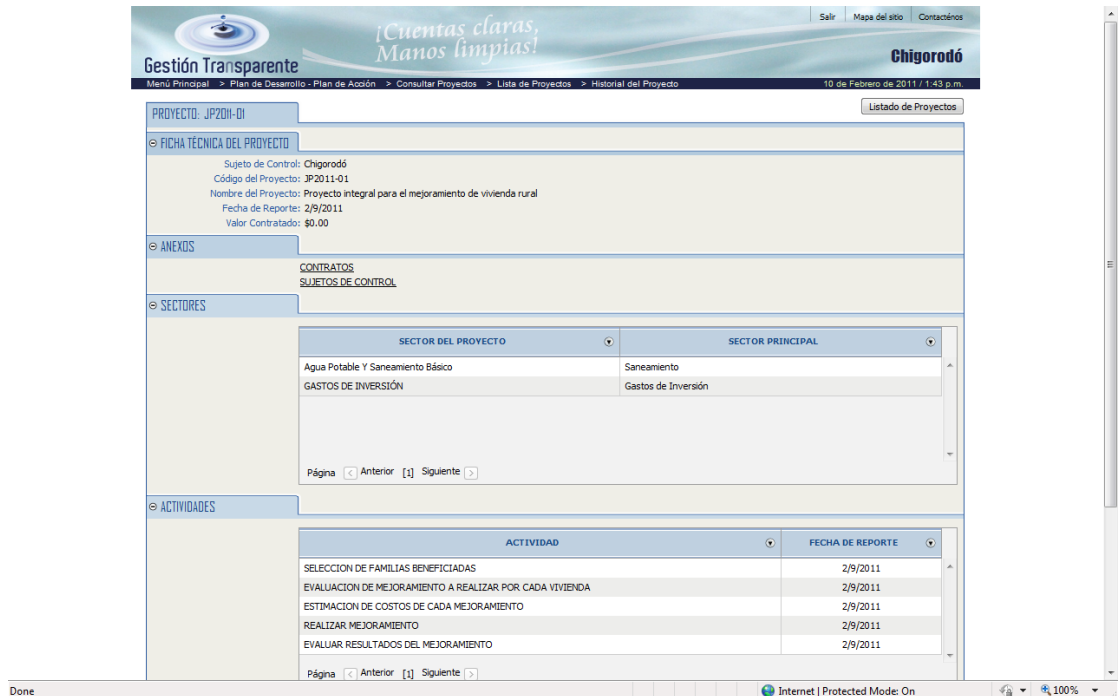 Salir Mapa del sitio Contacténos
¡Cuentas claras,
Manos limpias!
Gestión Transparente
Chigorodó
Menú Principal > Plan de Desarrollo - Plan de Acción > Consultar Proyectos > Lista de Proyectos > Historial del Proyecto 10 de Febrero de 2011 / 1:43 p.m.
PROYECTO: JP2011-01
Listado de Proyectos
FICHA TÉCNICA DEL PROYECTO
Sujeto de Control: Chigorodó
Código del Proyecto: JP2011-01
Nombre del Proyecto: Proyecto integral para el mejoramiento de vivienda rural
Fecha de Reporte: 2/9/2011
Valor Contratado: $0.00
ANEXOS
CONTRATOS
SUJETOS DE CONTROL
SECTORES
SECTOR DEL PROYECTO SECTOR PRINCIPAL
Agua Potable Y Saneamiento Básico Saneamiento
GASTOS DE INVERSIÓN Gastos de Inversión
Página < Anterior [1] Siguiente >
ACTIVIDADES
ACTIVIDAD FECHA DE REPORTE
SELECCION DE FAMILIAS BENEFICIADAS 2/9/2011
EVALUACION DE MEJORAMIENTO A REALIZAR POR CADA VIVIENDA 2/9/2011
ESTIMACION DE COSTOS DE CADA MEJORAMIENTO 2/9/2011
REALIZAR MEJORAMIENTO 2/9/2011
EVALUAR RESULTADOS DEL MEJORAMIENTO 2/9/2011
Página < Anterior [1] Siguiente >
Done Internet | Protected Mode: On 100%